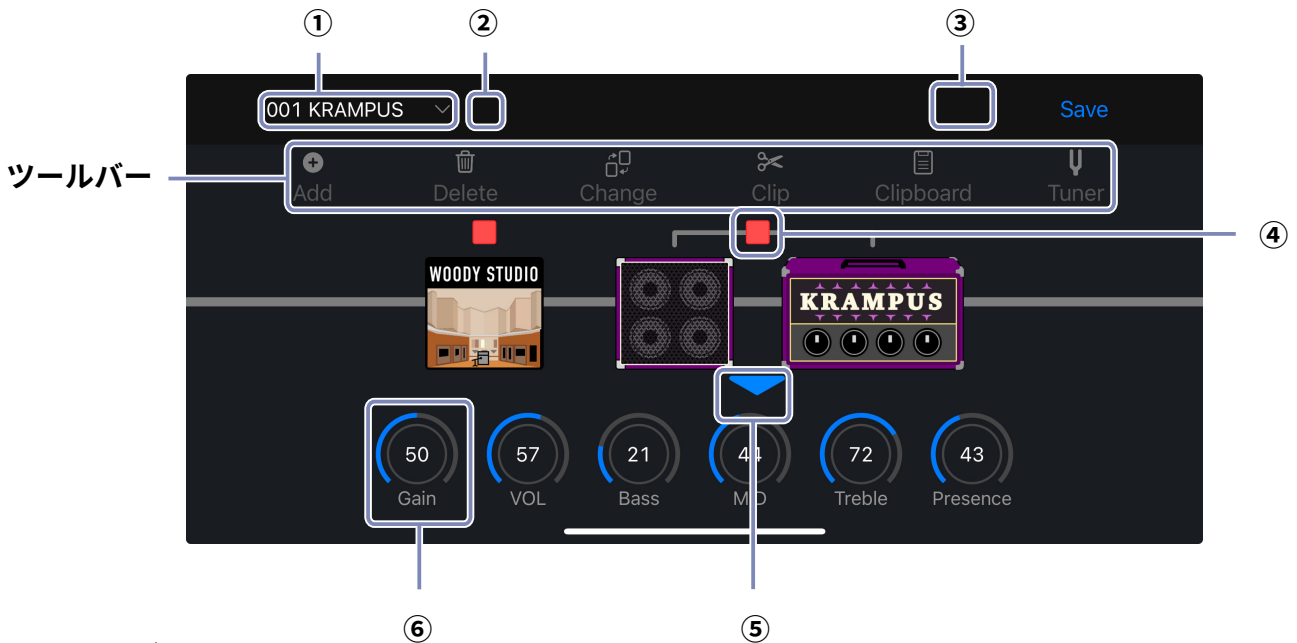 ① ② ③
001 KRAMPUS Save
ツールバー
Add Delete Change Clip Clipboard Tuner
④
WOODY STUDIO
KRAMPUS
50 57 21 44 72 43
Gain VOL Bass MID Treble Presence
⑥ ⑤